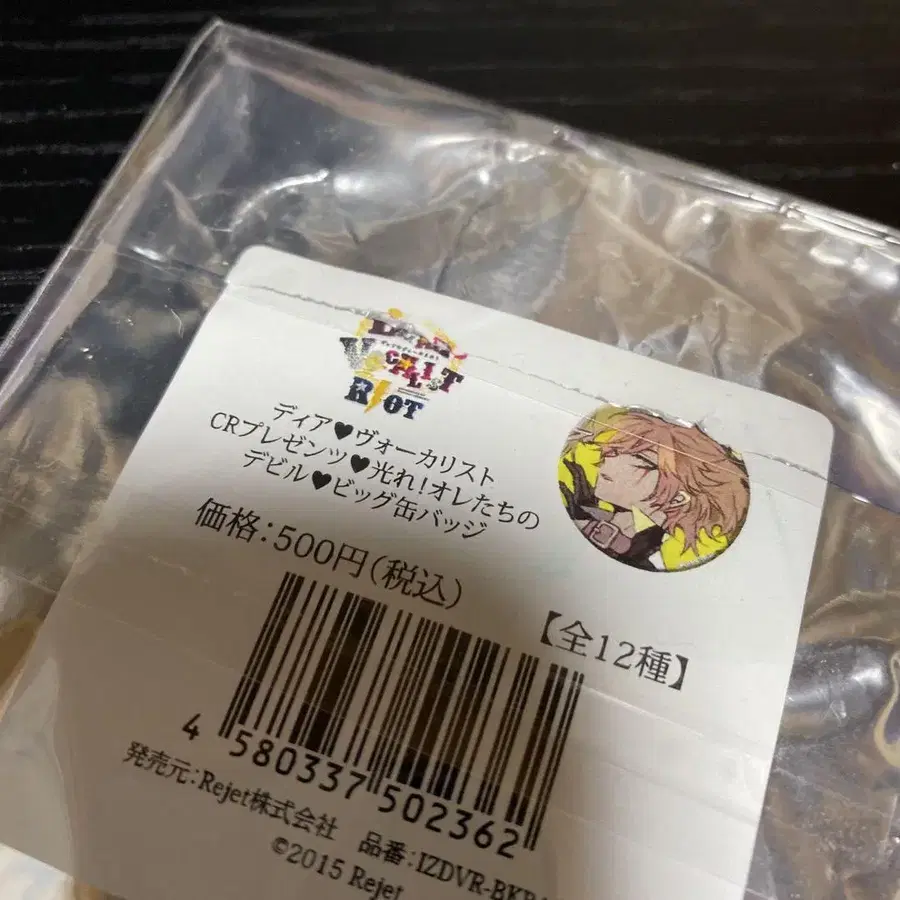 VOCALIST
RIOT
ディア♥ヴォーカリスト
CRプレゼンツ♥光れ!オレたちの
デビル♥ビッグ缶バッジ
価格:500円(税込)
【全12種】
4 580337 502362
発売元:Rejet株式会社 品番:IZDVR-BKB
©2015 Rejet